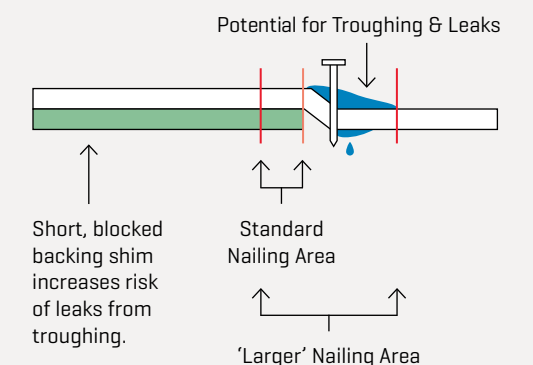 Potential for Troughing & Leaks
Short, blocked
backing shim
increases risk
of leaks from
troughing.
Standard
Nailing Area
'Larger' Nailing Area